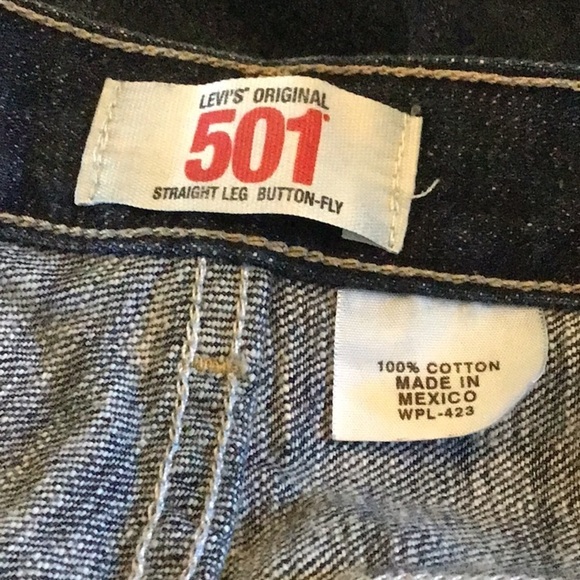 LEVI'S® ORIGINAL
501®
STRAIGHT LEG BUTTON-FLY
100% COTTON
MADE IN
MEXICO
WPL-423